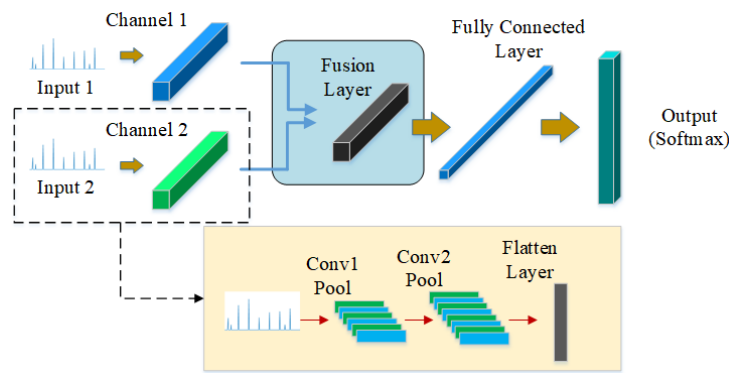 Channel 1
Input 1
Channel 2
Input 2
Fusion
Layer
Fully Connected
Layer
Output
(Softmax)
Conv1
Pool
Conv2
Pool
Flatten
Layer